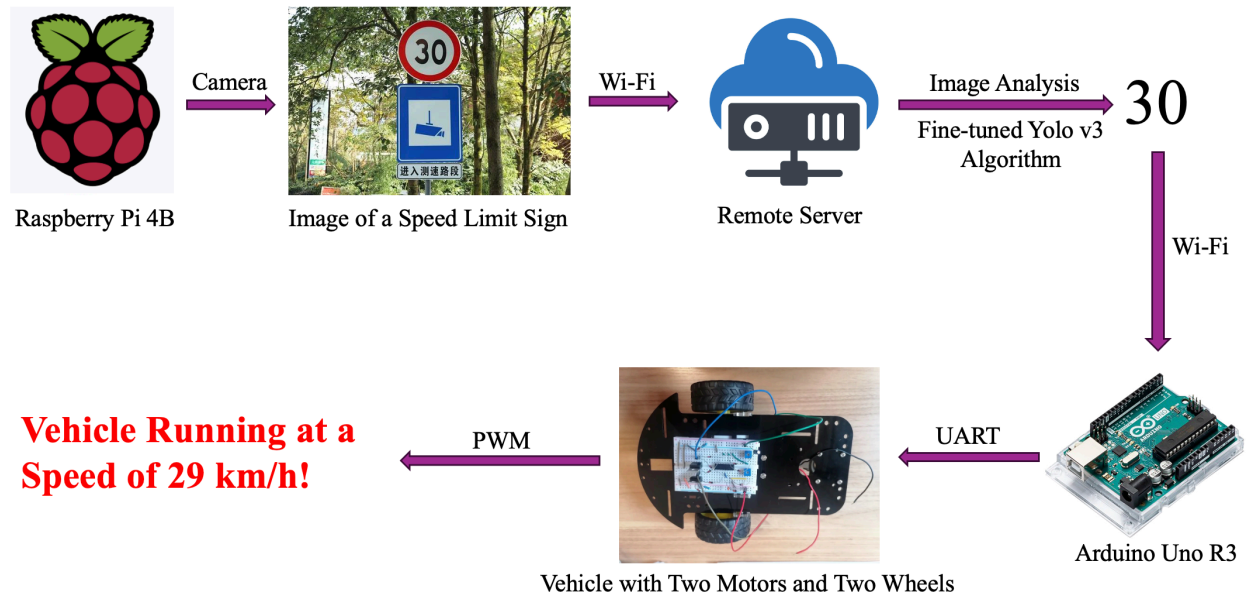 Camera
30
进入测速路段
Wi-Fi
Image Analysis
Fine-tuned Yolo v3
Algorithm
30
Raspberry Pi 4B
Image of a Speed Limit Sign
Remote Server
Wi-Fi
Vehicle Running at a
Speed of 29 km/h!
PWM
UART
UNO
ARDUINO
Vehicle with Two Motors and Two Wheels
Arduino Uno R3